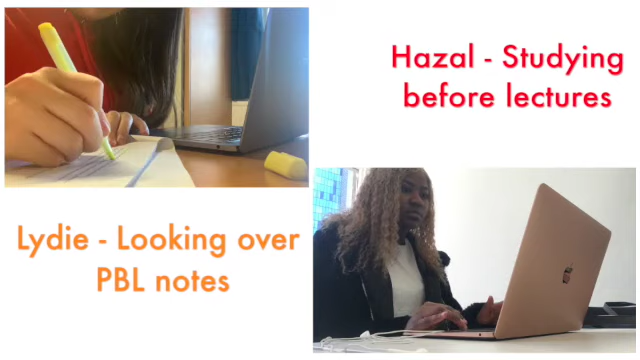 Hazal - Studying
before lectures
Lydie - Looking over
PBL notes